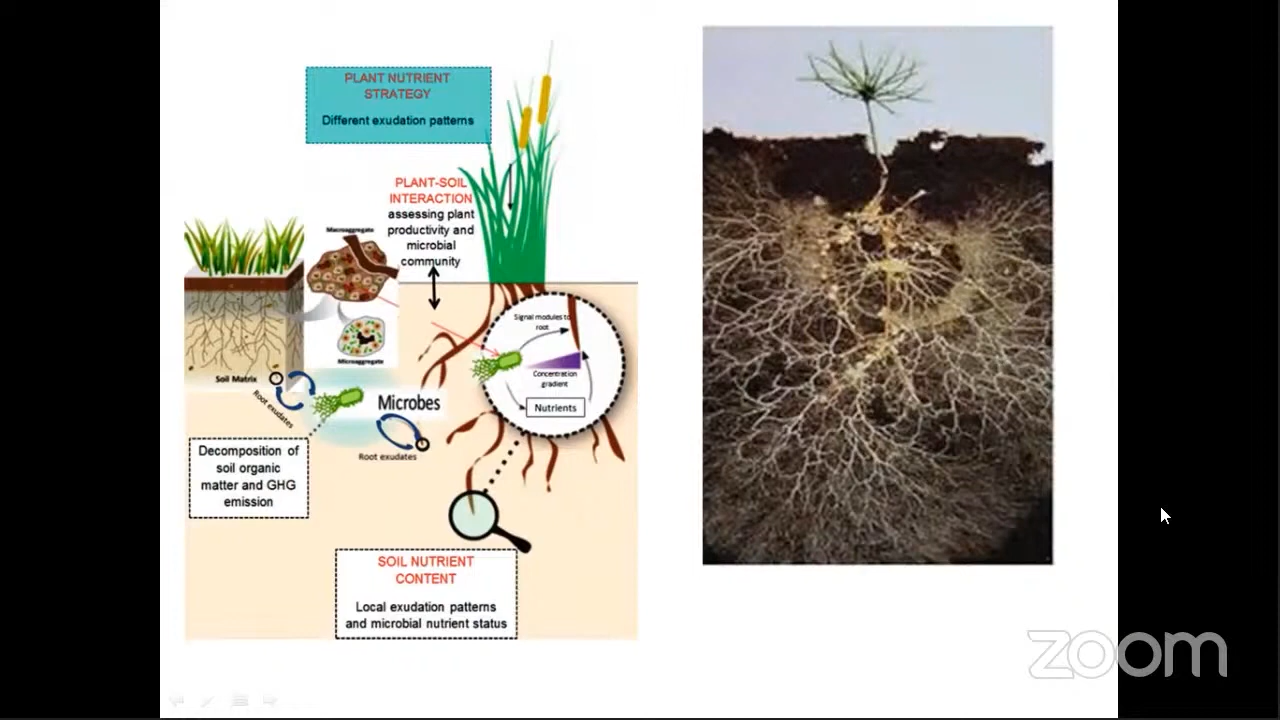 PLANT NUTRIENT
STRATEGY
Different exudation patterns
PLANT-SOIL
INTERACTION
assessing plant
productivity and
microbial
community
Macroaggregate
Microaggregate
Soil Matrix
Root exudates
Microbes
Root exudates
Signal modules to
root
Concentration
gradient
Nutrients
Decomposition of
soil organic
matter and GHG
emission
SOIL NUTRIENT
CONTENT
Local exudation patterns
and microbial nutrient status
zoom